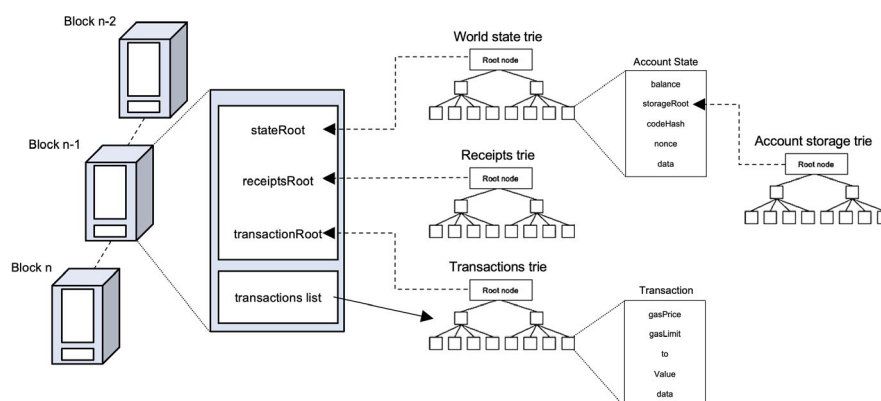 Block n-2
World state trie
Root node
Account State
balance
storageRoot
codeHash
nonce
data
Block n-1
stateRoot
receiptsRoot
transactionRoot
transactions list
Receipts trie
Root node
Account storage trie
Root node
Block n
Transactions trie
Root node
Transaction
gasPrice
gasLimit
to
Value
data